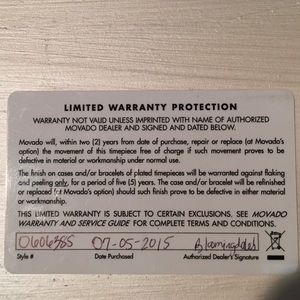 LIMITED WARRANTY PROTECTION
WARRANTY NOT VALID UNLESS IMPRINTED WITH NAME OF AUTHORIZED
MOVADO DEALER AND SIGNED AND DATED BELOW.
Movado will, within two (2) years from date of purchase, repair or replace (at Movado's
option) the movement of this timepiece free of charge if such movement proves to be
defective in material or workmanship under normal use.
The finish on cases and/or bracelets of plated timepieces will be warranted against flaking
and peeling only, for a period of five (5) years. The case and/or bracelet will be refinished
or replaced (at Movado's option) should such finish prove to be defective in either material
or workmanship.
THIS LIMITED WARRANTY IS SUBJECT TO CERTAIN EXCLUSIONS. SEE MOVADO
WARRANTY AND SERVICE GUIDE FOR COMPLETE TERMS AND CONDITIONS.
07-05-2015 Bloomingdales
Style # Date Purchased Authorized Dealer's Signature